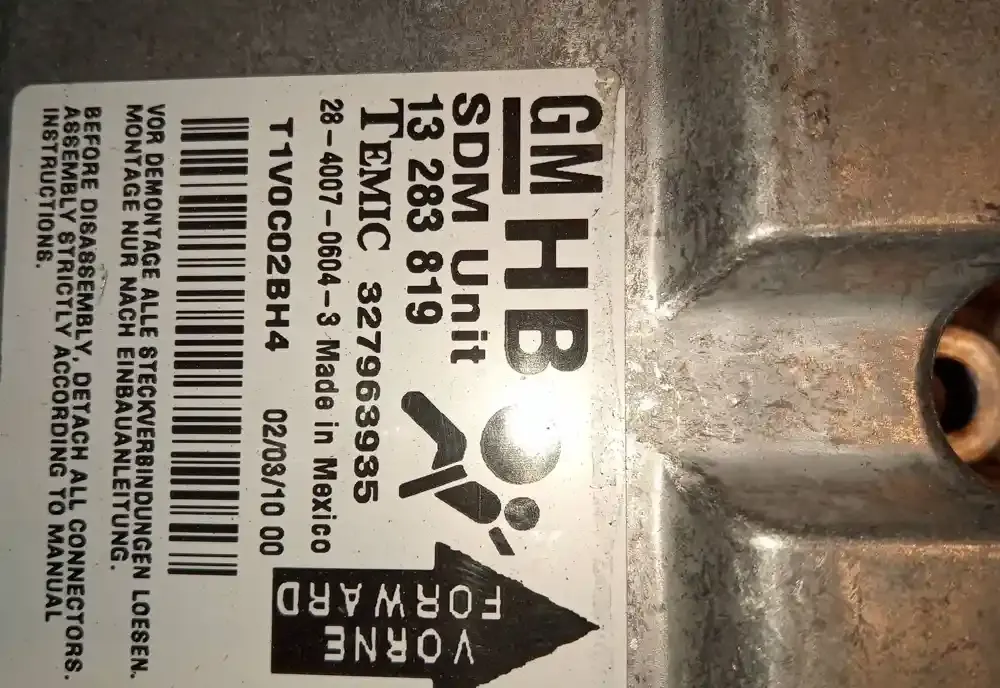 GM HB
SDM Unit
13 283 819
TEMIC 327963935
28-4007-0604-3 Made in Mexico
T1V0C02BH4 02/03/10 00
VORNE
FORWARD
VOR DEMONTAGE ALLE STECKVERBINDUNGEN LOESEN.
MONTAGE NUR NACH EINBAUANLEITUNG.
BEFORE DISASSEMBLY, DETACH ALL CONNECTORS.
ASSEMBLY STRICTLY ACCORDING TO MANUAL
INSTRUCTIONS.